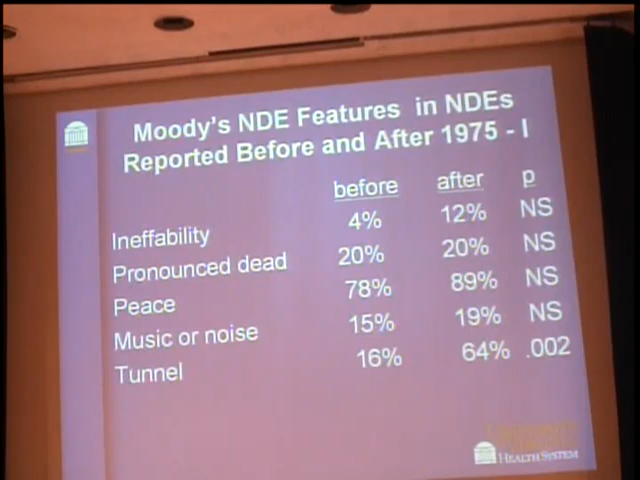 Moody's NDE Features in NDEs
Reported Before and After 1975 - I
before after p
Ineffability 4% 12% NS
Pronounced dead 20% 20% NS
Peace 78% 89% NS
Music or noise 15% 19% NS
Tunnel 16% 64% .002
HEALTH SYSTEM